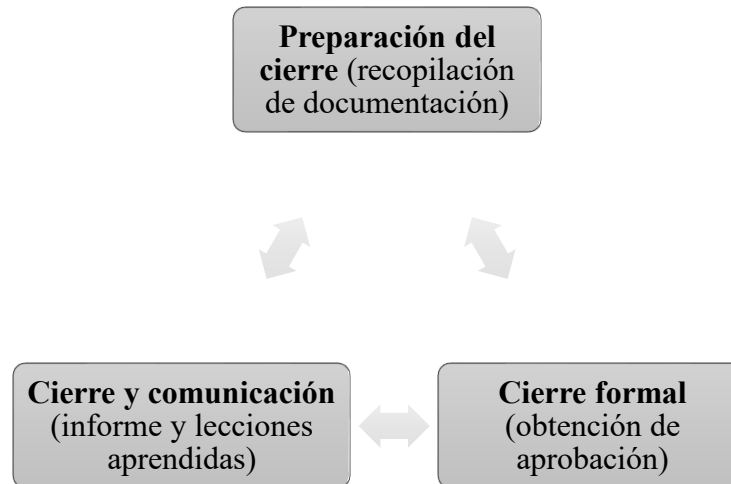 Preparación del
cierre (recopilación
de documentación)
Cierre y comunicación
(informe y lecciones
aprendidas)
Cierre formal
(obtención de
aprobación)